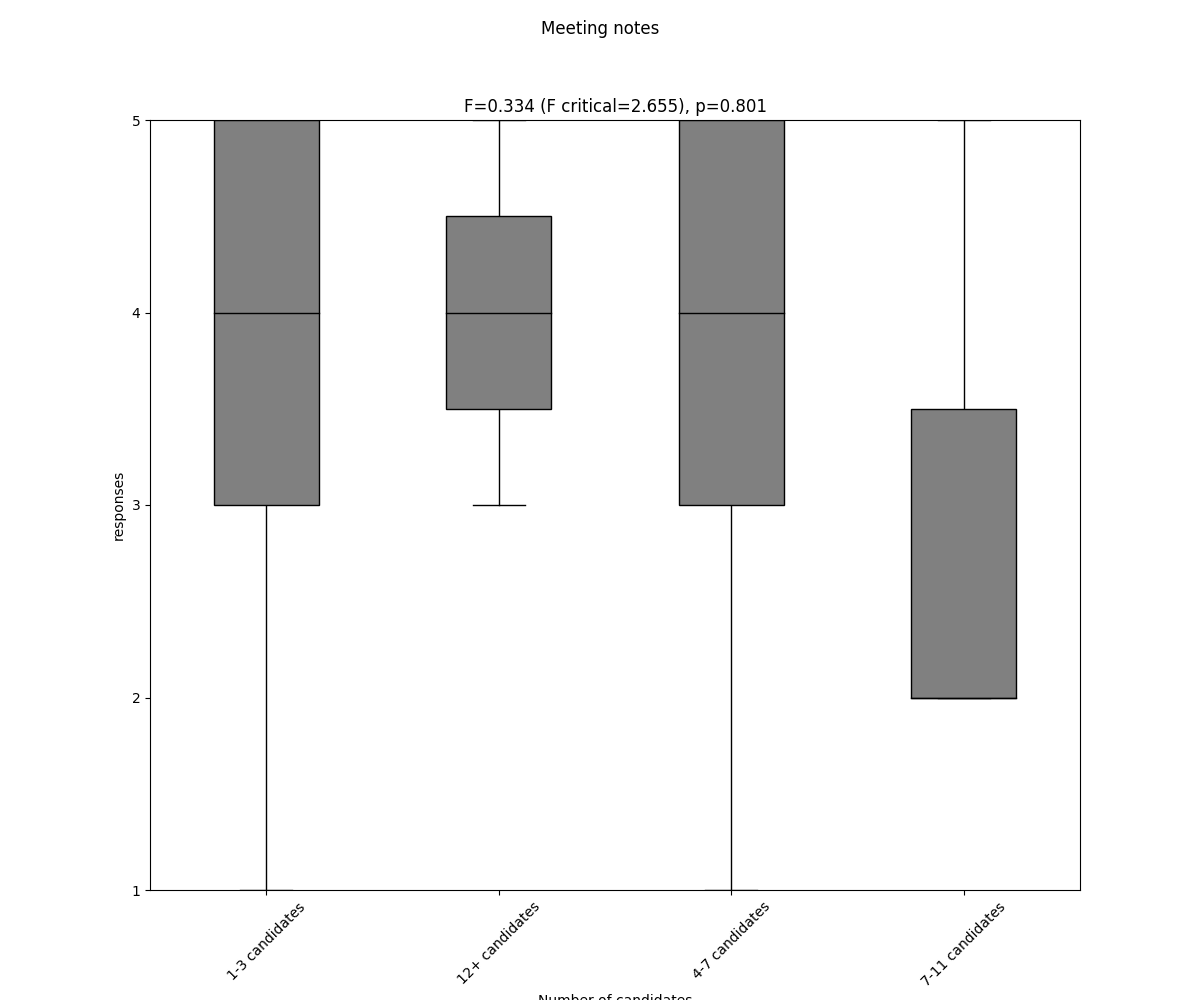 Meeting notes
F=0.334 (F critical=2.655), p=0.801
5
4
3
2
1
responses
1-3 candidates
12+ candidates
4-7 candidates
7-11 candidates
Number of candidates